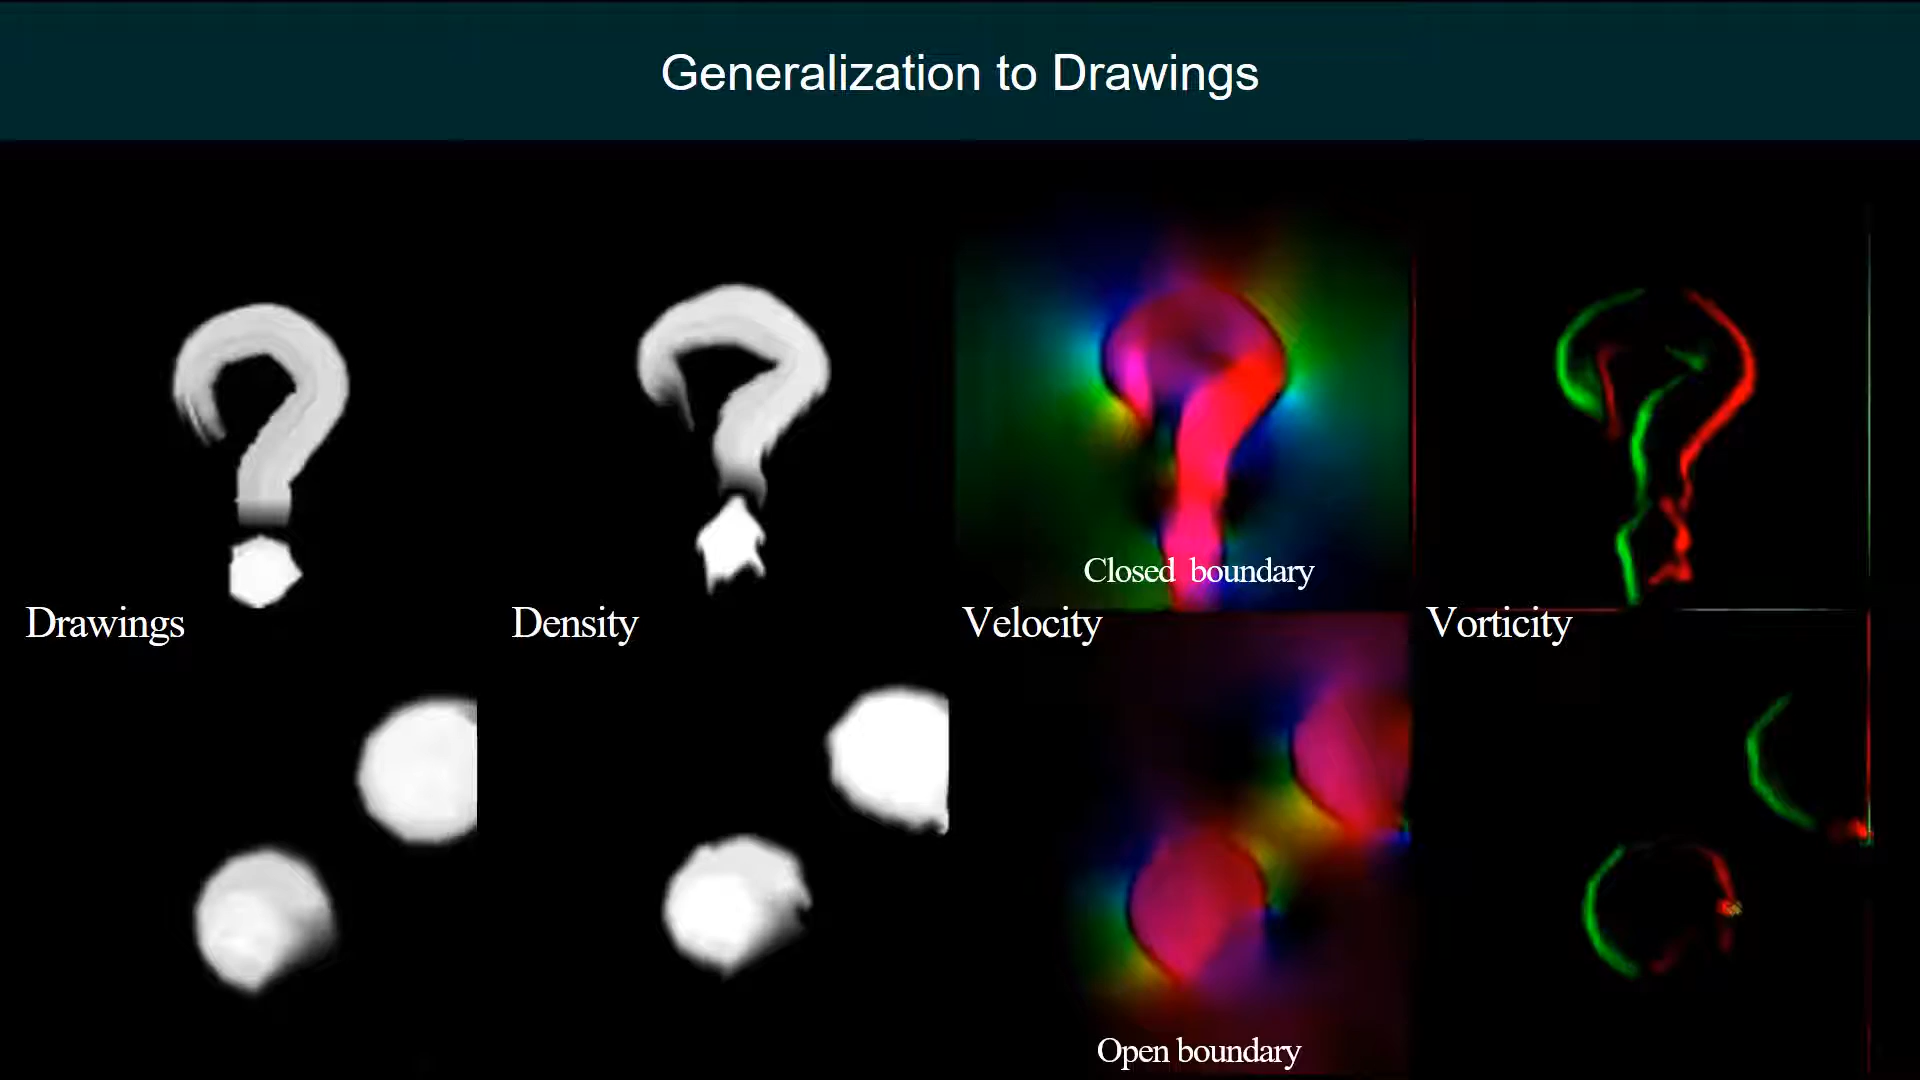 Generalization to Drawings
Closed boundary
Drawings
Density
Velocity
Vorticity
Open boundary